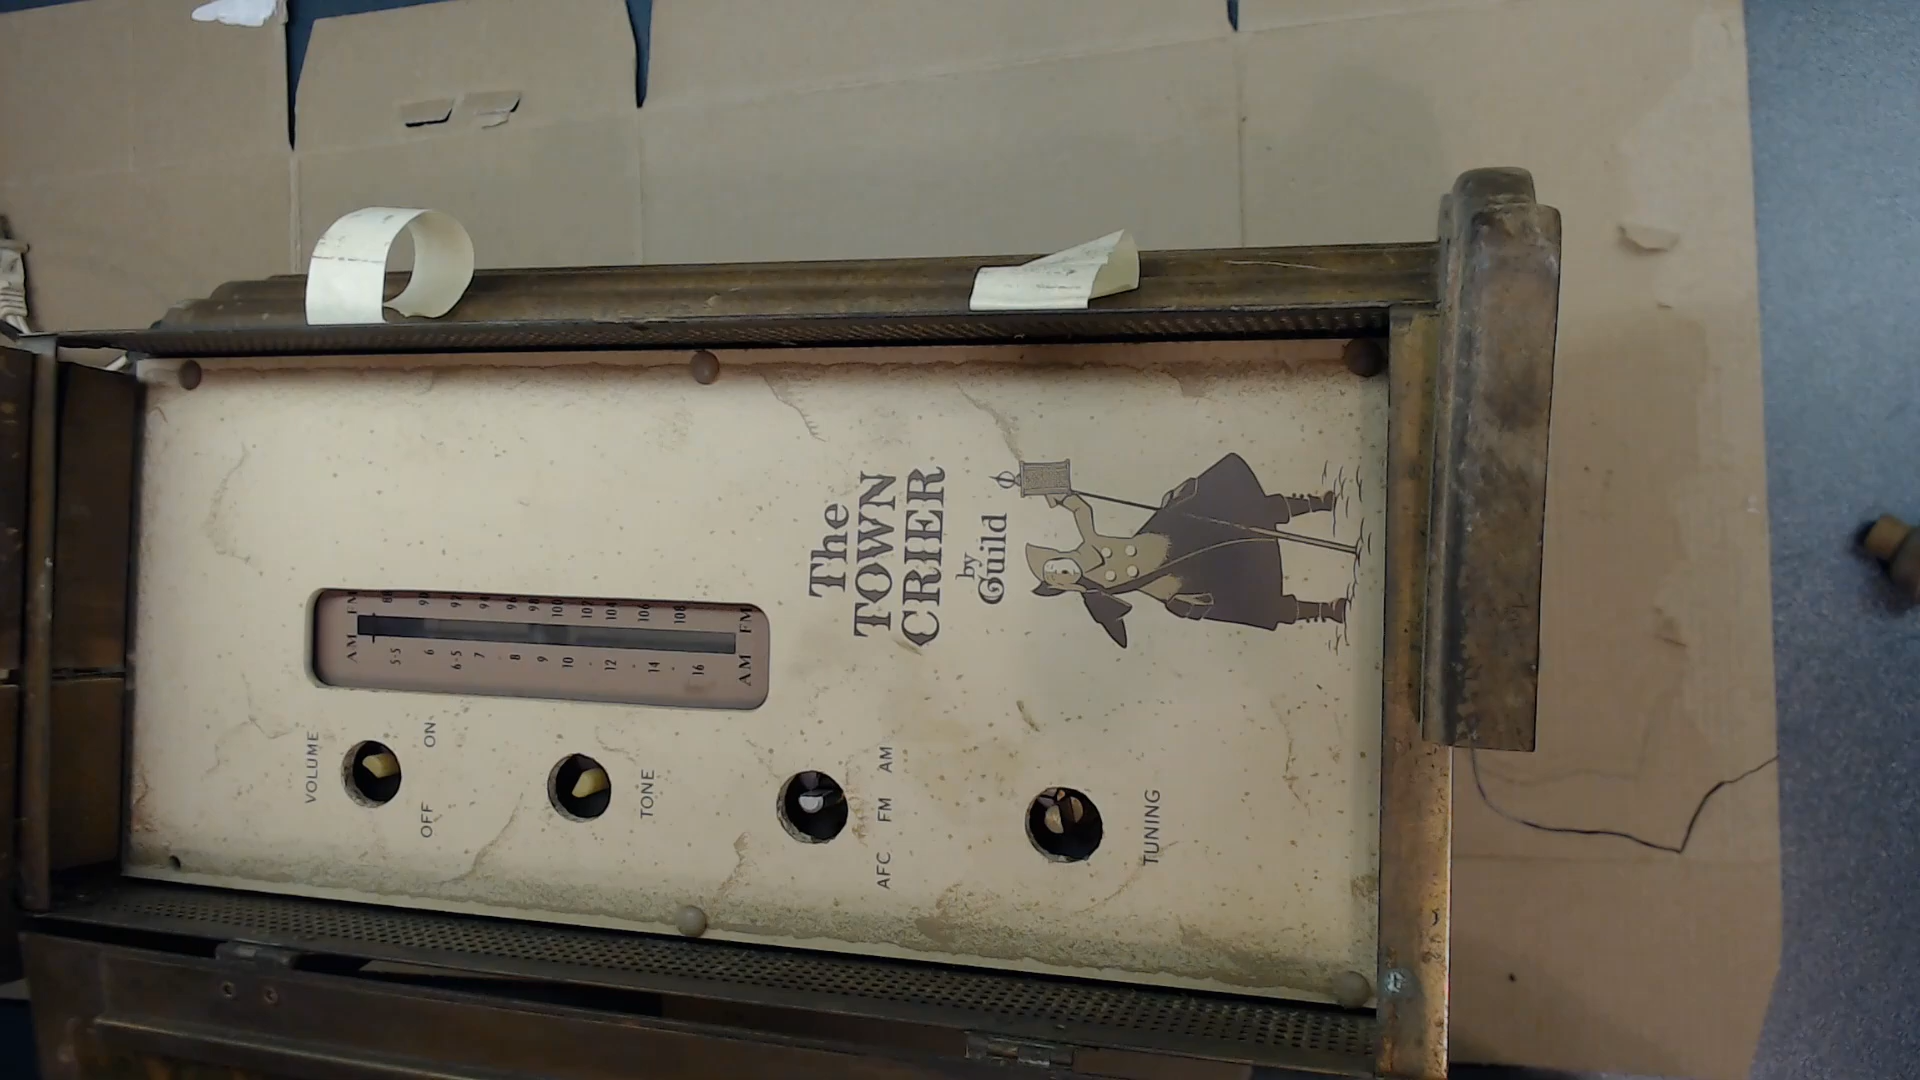 The
TOWN
CRIER
by
Guild
AM FM
88
5·5
90
6
92
6·5
94
7
96
8
98
9
100
10
102
104
12
106
14
108
16
AM FM
VOLUME
OFF ON
TONE
AFC FM AM
TUNING